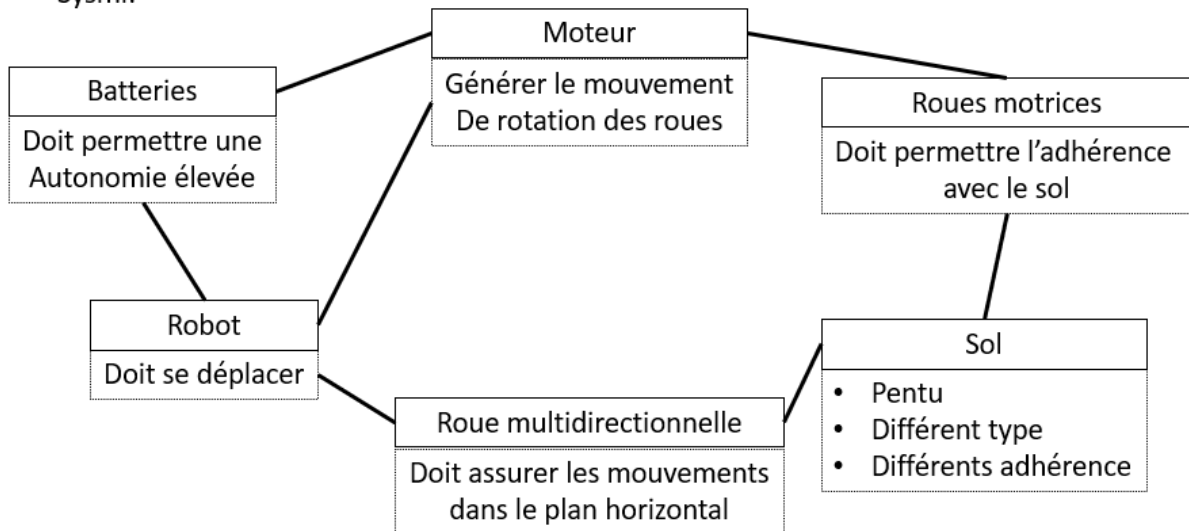 Sysml.
Moteur
Générer le mouvement
De rotation des roues
Batteries
Doit permettre une
Autonomie élevée
Roues motrices
Doit permettre l'adhérence
avec le sol
Robot
Doit se déplacer
Sol
• Pentu
• Différent type
• Différents adhérence
Roue multidirectionnelle
Doit assurer les mouvements
dans le plan horizontal